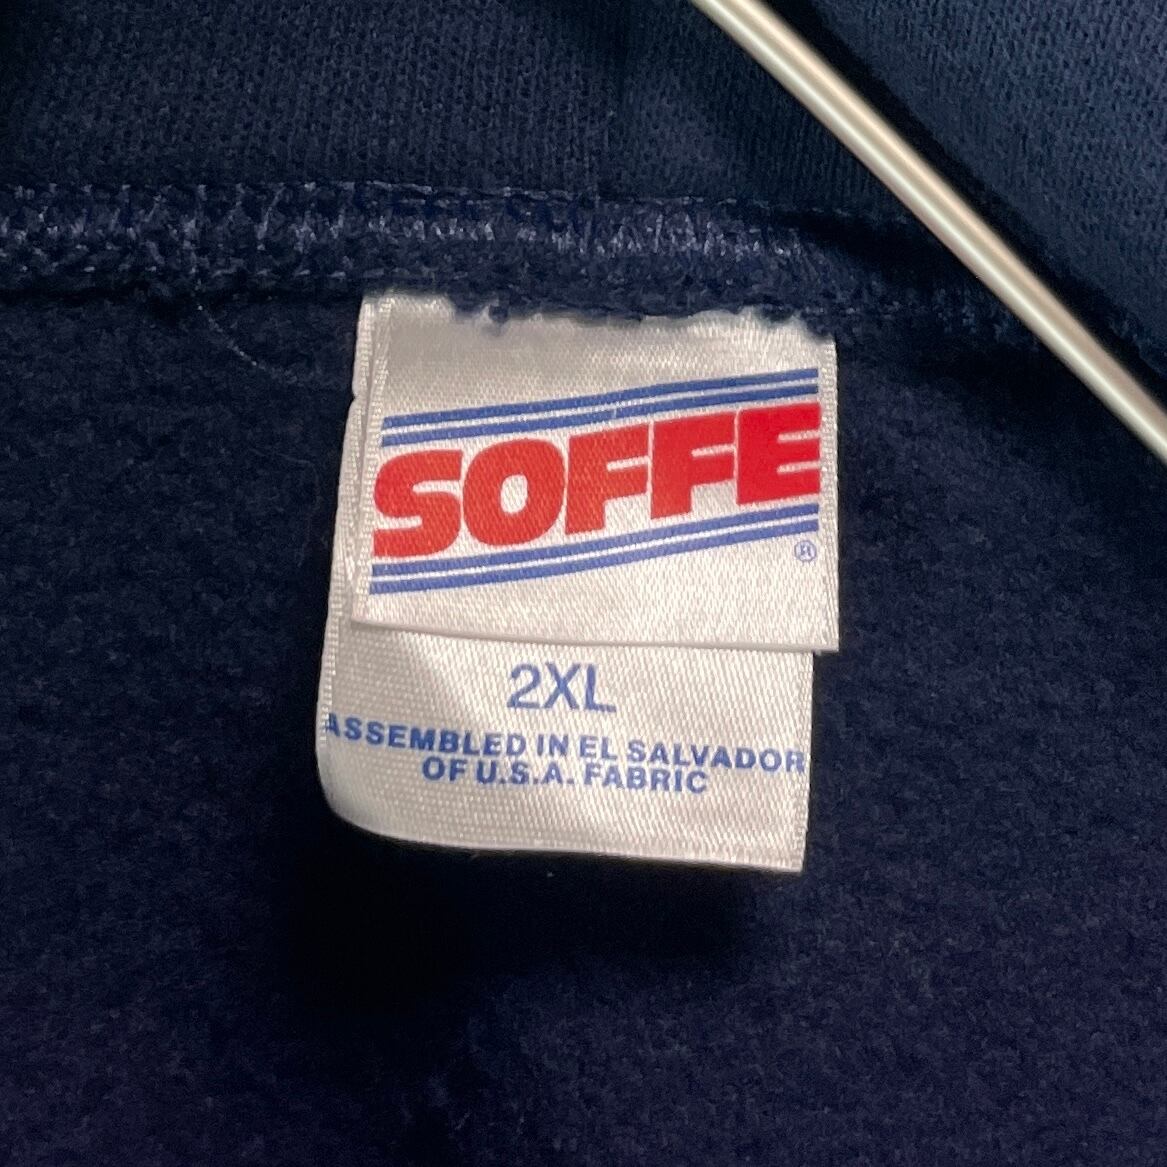 SOFFE
®
2XL
ASSEMBLED IN EL SALVADOR
OF U.S.A. FABRIC